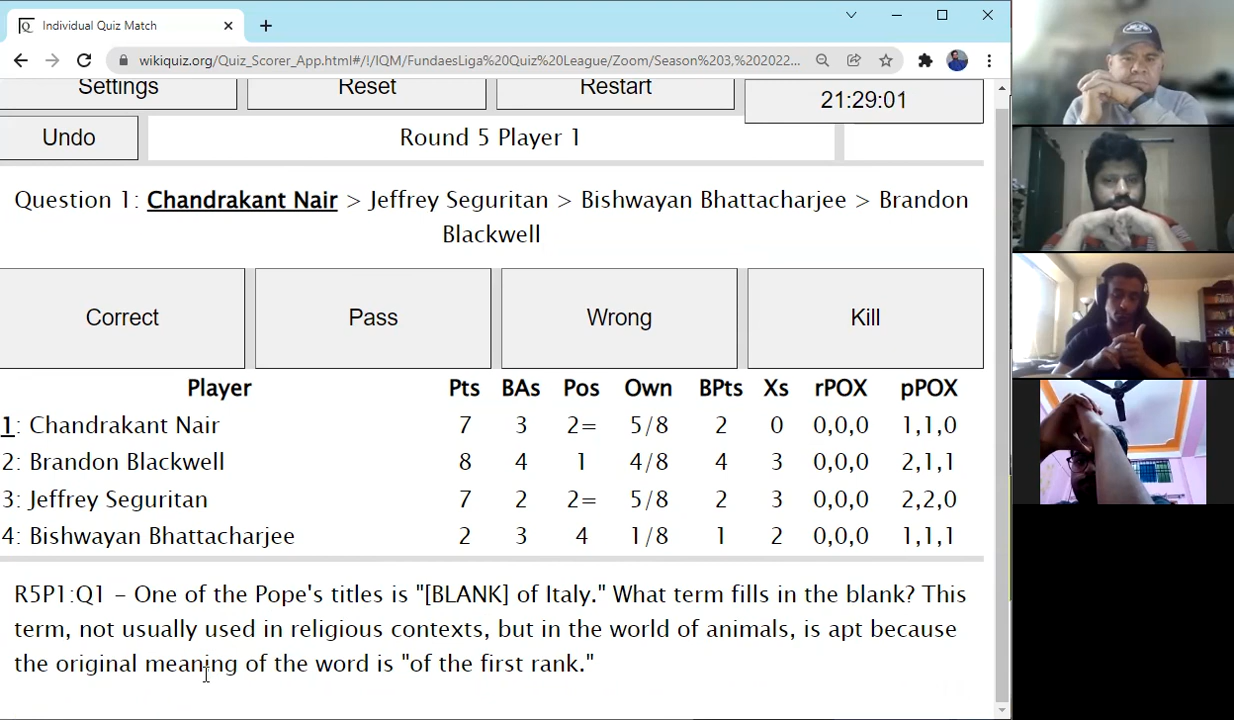 Individual Quiz Match
wikiquiz.org/Quiz_Scorer_App.html#/!/IQM/FundaesLiga%20Quiz%20League/Zoom/Season%203,%202022...
Settings Reset Restart 21:29:01
Undo Round 5 Player 1
Question 1: Chandrakant Nair > Jeffrey Seguritan > Bishwayan Bhattacharjee > Brandon
Blackwell
Correct Pass Wrong Kill
Player Pts BAs Pos Own BPts Xs rPOX pPOX
1: Chandrakant Nair 7 3 2= 5/8 2 0 0,0,0 1,1,0
2: Brandon Blackwell 8 4 1 4/8 4 3 0,0,0 2,1,1
3: Jeffrey Seguritan 7 2 2= 5/8 2 3 0,0,0 2,2,0
4: Bishwayan Bhattacharjee 2 3 4 1/8 1 2 0,0,0 1,1,1
R5P1:Q1 - One of the Pope's titles is "[BLANK] of Italy." What term fills in the blank? This
term, not usually used in religious contexts, but in the world of animals, is apt because
the original meaning of the word is "of the first rank."